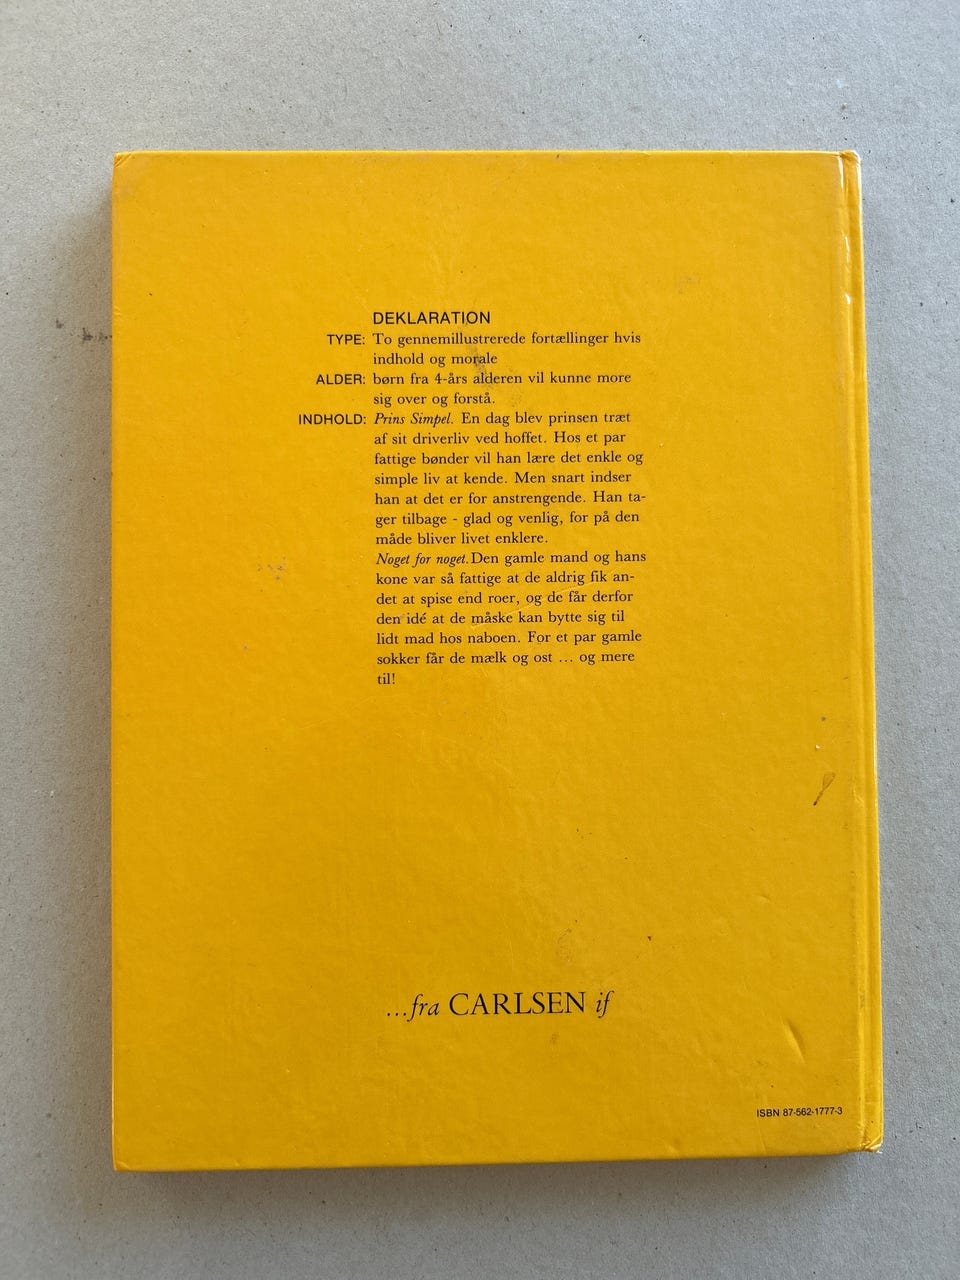 DEKLARATION
TYPE: To gennemillustrerede fortællinger hvis
indhold og morale
ALDER: børn fra 4-års alderen vil kunne more
sig over og forstå.
INDHOLD: Prins Simpel. En dag blev prinsen træt
af sit driverliv ved hoffet. Hos et par
fattige bønder vil han lære det enkle og
simple liv at kende. Men snart indser
han at det er for anstrengende. Han ta-
ger tilbage - glad og venlig, for på den
måde bliver livet enklere.
Noget for noget. Den gamle mand og hans
kone var så fattige at de aldrig fik an-
det at spise end roer, og de får derfor
den idé at de måske kan bytte sig til
lidt mad hos naboen. For et par gamle
sokker får de mælk og ost ... og mere
til!
...fra CARLSEN if
ISBN 87-562-1777-3